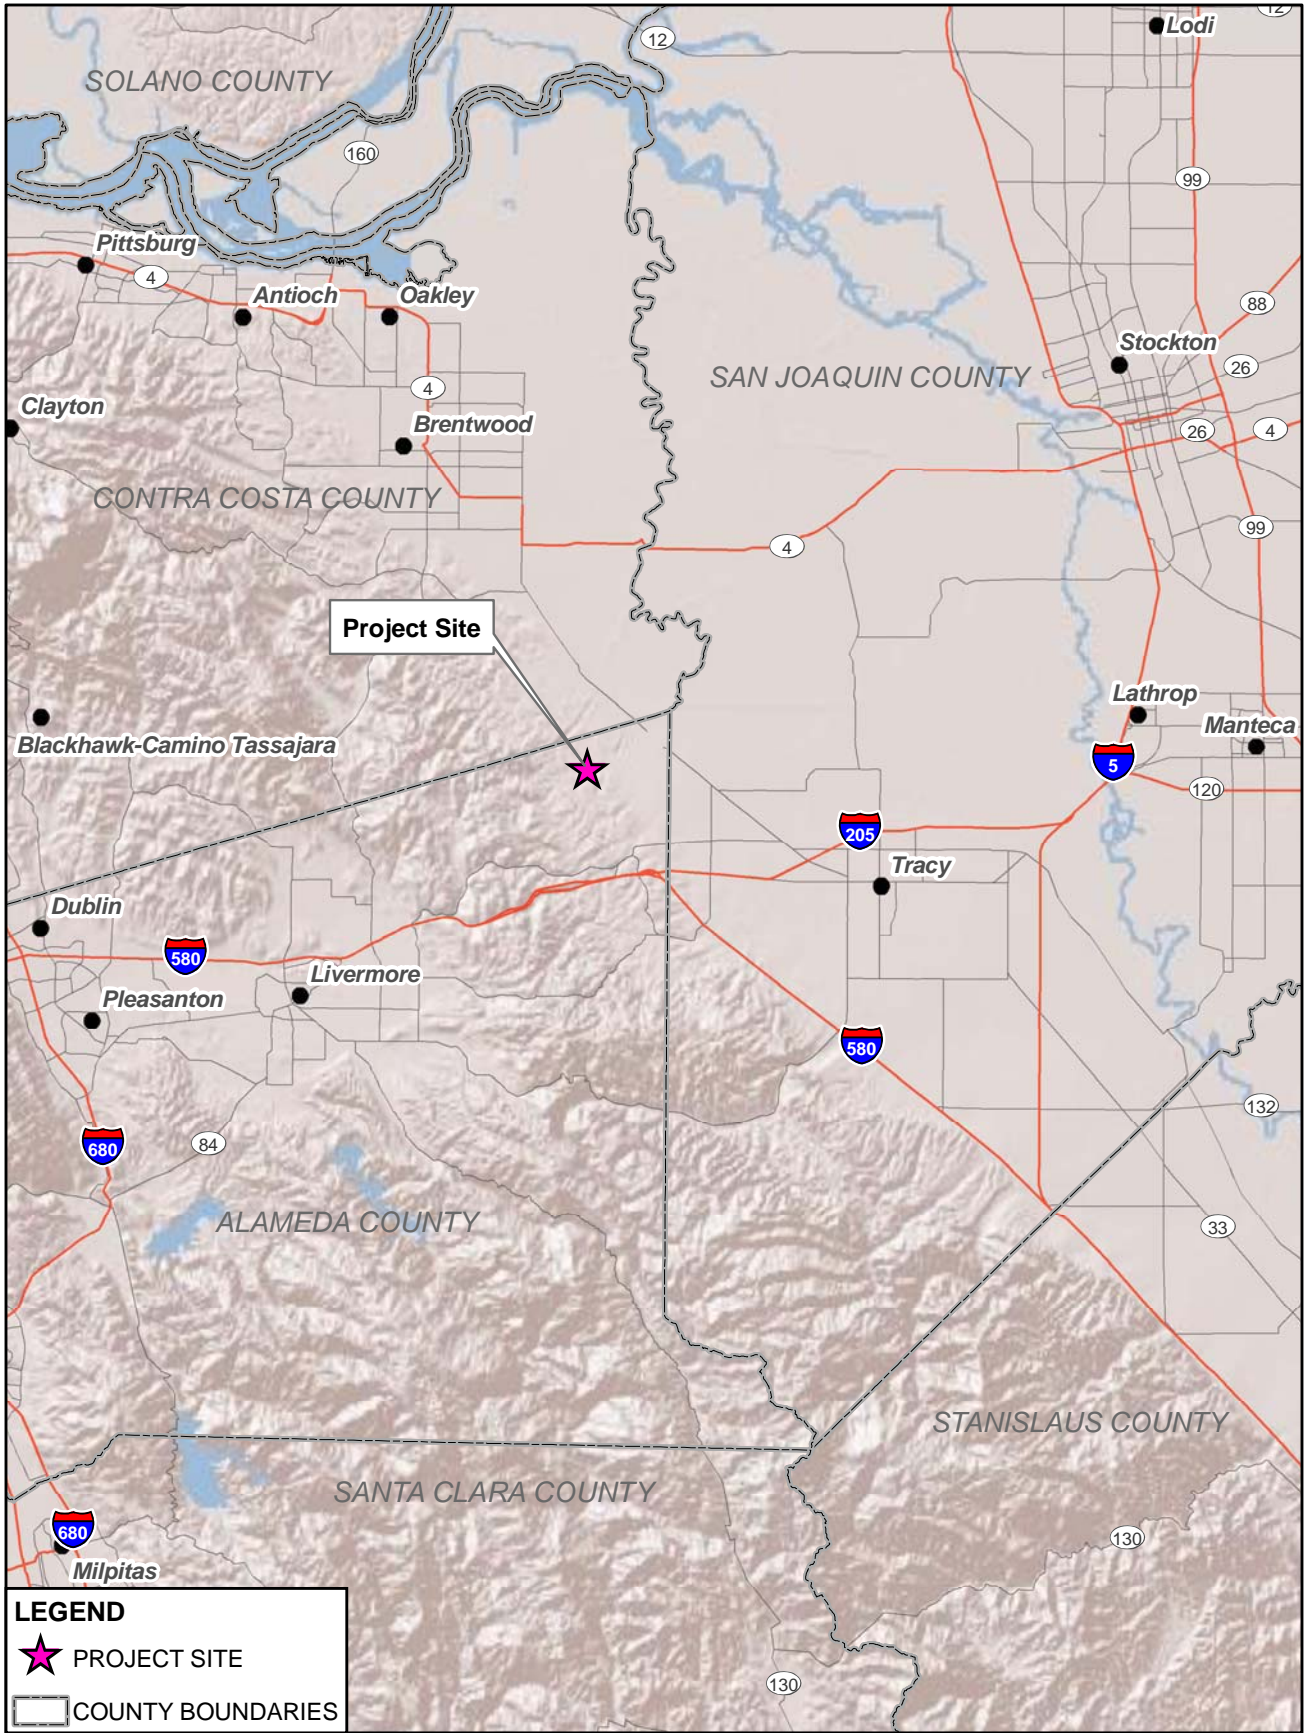 12
Lodi
12
SOLANO COUNTY
160
99
Pittsburg
4
Antioch
Oakley
88
Stockton
26
SAN JOAQUIN COUNTY
4
Clayton
Brentwood
26
4
CONTRA COSTA COUNTY
99
4
Project Site
Lathrop
Manteca
Blackhawk-Camino Tassajara
5
120
205
Tracy
Dublin
580
Livermore
Pleasanton
580
132
680
84
ALAMEDA COUNTY
33
STANISLAUS COUNTY
SANTA CLARA COUNTY
680
130
Milpitas
LEGEND
PROJECT SITE
130
COUNTY BOUNDARIES